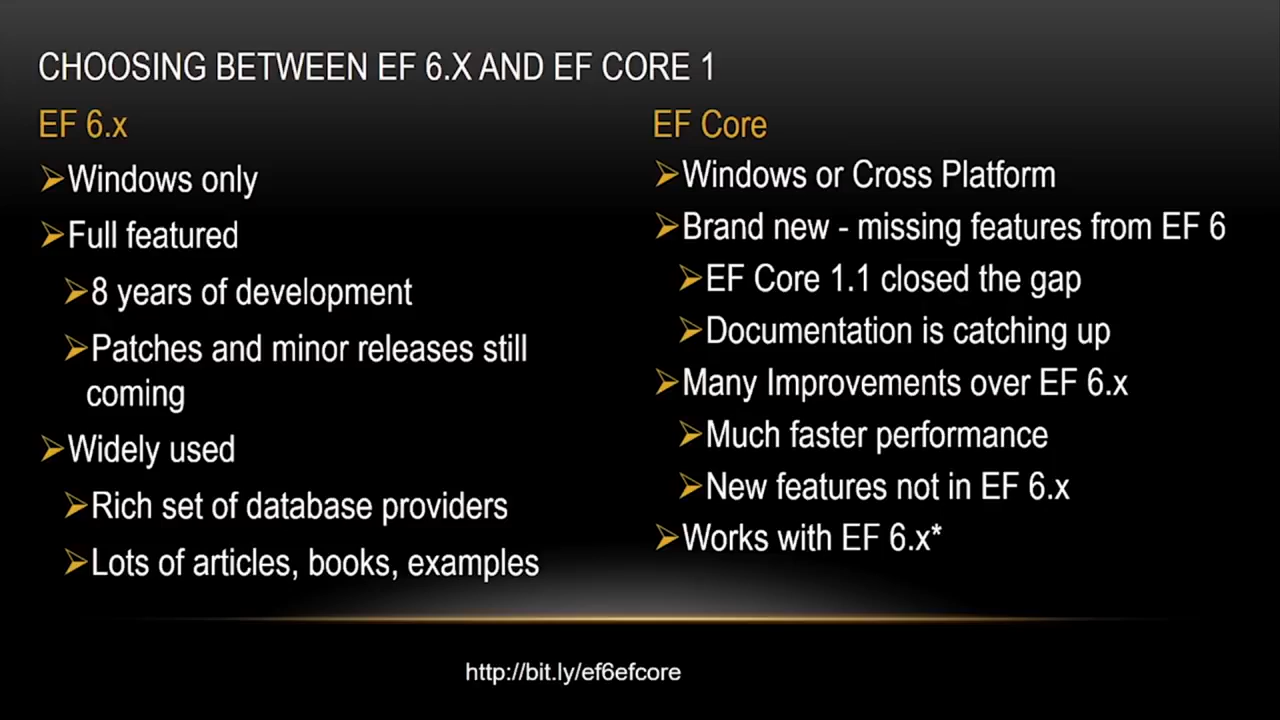 CHOOSING BETWEEN EF 6.X AND EF CORE 1
EF 6.x
Windows only
Full featured
8 years of development
Patches and minor releases still
coming
Widely used
Rich set of database providers
Lots of articles, books, examples
EF Core
Windows or Cross Platform
Brand new - missing features from EF 6
EF Core 1.1 closed the gap
Documentation is catching up
Many Improvements over EF 6.x
Much faster performance
New features not in EF 6.x
Works with EF 6.x*
http://bit.ly/ef6efcore